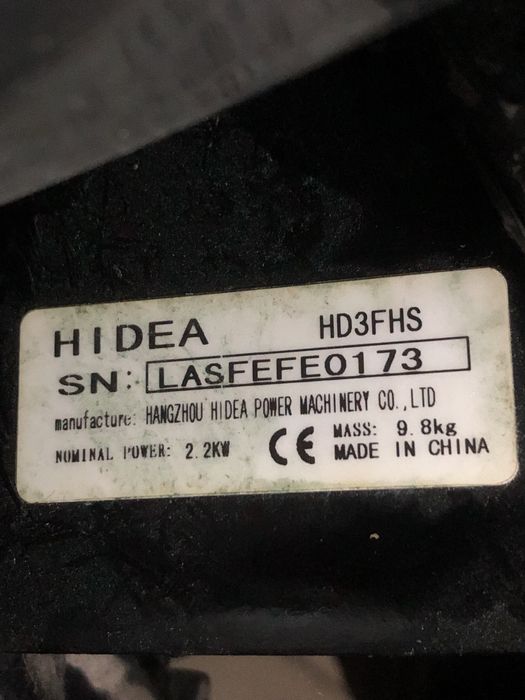 HIDEA HD3FHS
SN: LASFEFE0173
manufacture: HANGZHOU HIDEA POWER MACHINERY CO.,LTD
NOMINAL POWER: 2.2KW CE MASS: 9.8kg
MADE IN CHINA